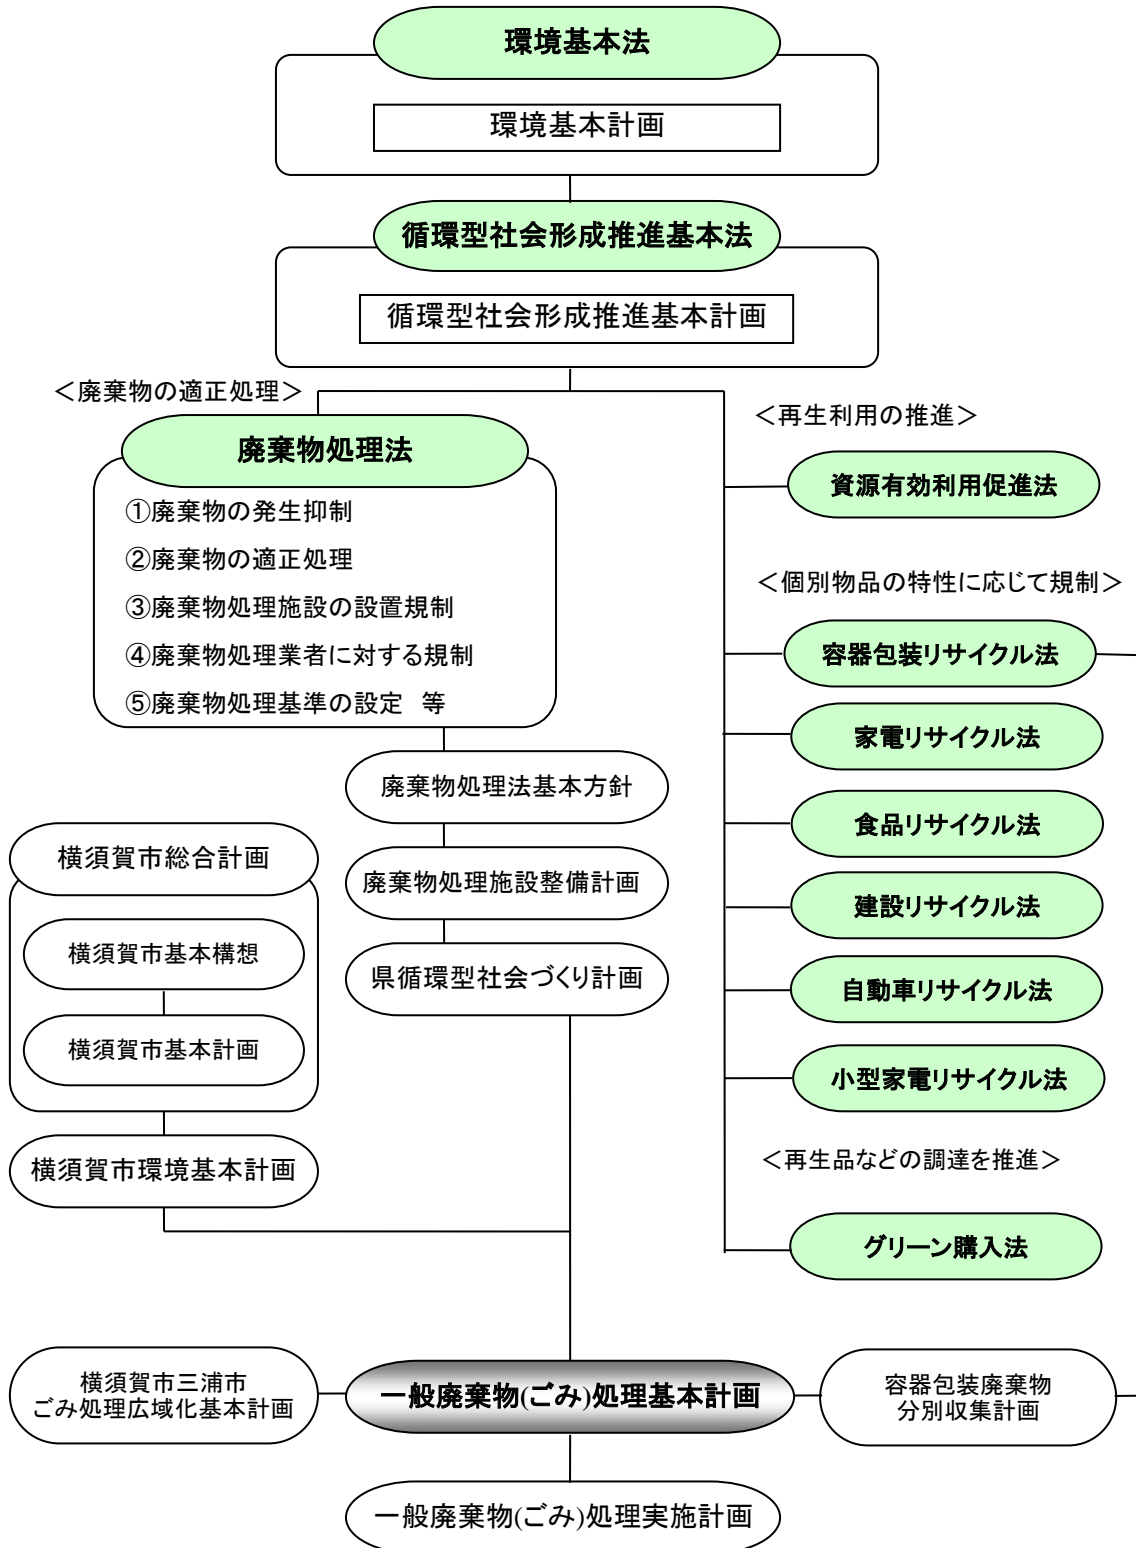 環境基本法
環境基本計画
循環型社会形成推進基本法
循環型社会形成推進基本計画
＜廃棄物の適正処理＞
廃棄物処理法
①廃棄物の発生抑制
②廃棄物の適正処理
③廃棄物処理施設の設置規制
④廃棄物処理業者に対する規制
⑤廃棄物処理基準の設定　等
廃棄物処理法基本方針
廃棄物処理施設整備計画
県循環型社会づくり計画
横須賀市総合計画
横須賀市基本構想
横須賀市基本計画
横須賀市環境基本計画
＜再生利用の推進＞
資源有効利用促進法
＜個別物品の特性に応じて規制＞
容器包装リサイクル法
家電リサイクル法
食品リサイクル法
建設リサイクル法
自動車リサイクル法
小型家電リサイクル法
＜再生品などの調達を推進＞
グリーン購入法
横須賀市三浦市
ごみ処理広域化基本計画
一般廃棄物(ごみ)処理基本計画
容器包装廃棄物
分別収集計画
一般廃棄物(ごみ)処理実施計画